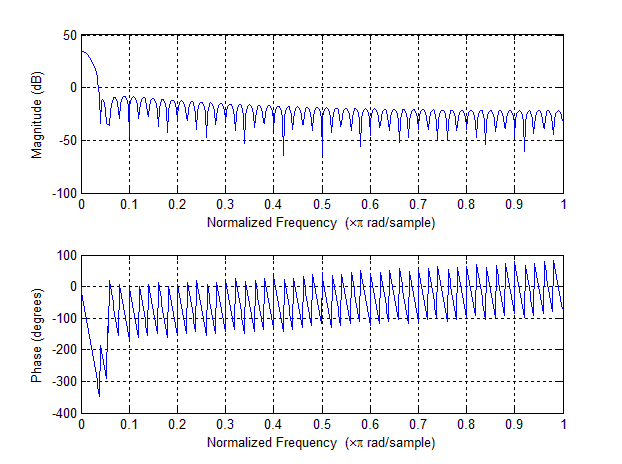 50
0
-50
-100
Magnitude (dB)
0 0.1 0.2 0.3 0.4 0.5 0.6 0.7 0.8 0.9 1
Normalized Frequency (×π rad/sample)
100
0
-100
-200
-300
-400
Phase (degrees)
0 0.1 0.2 0.3 0.4 0.5 0.6 0.7 0.8 0.9 1
Normalized Frequency (×π rad/sample)